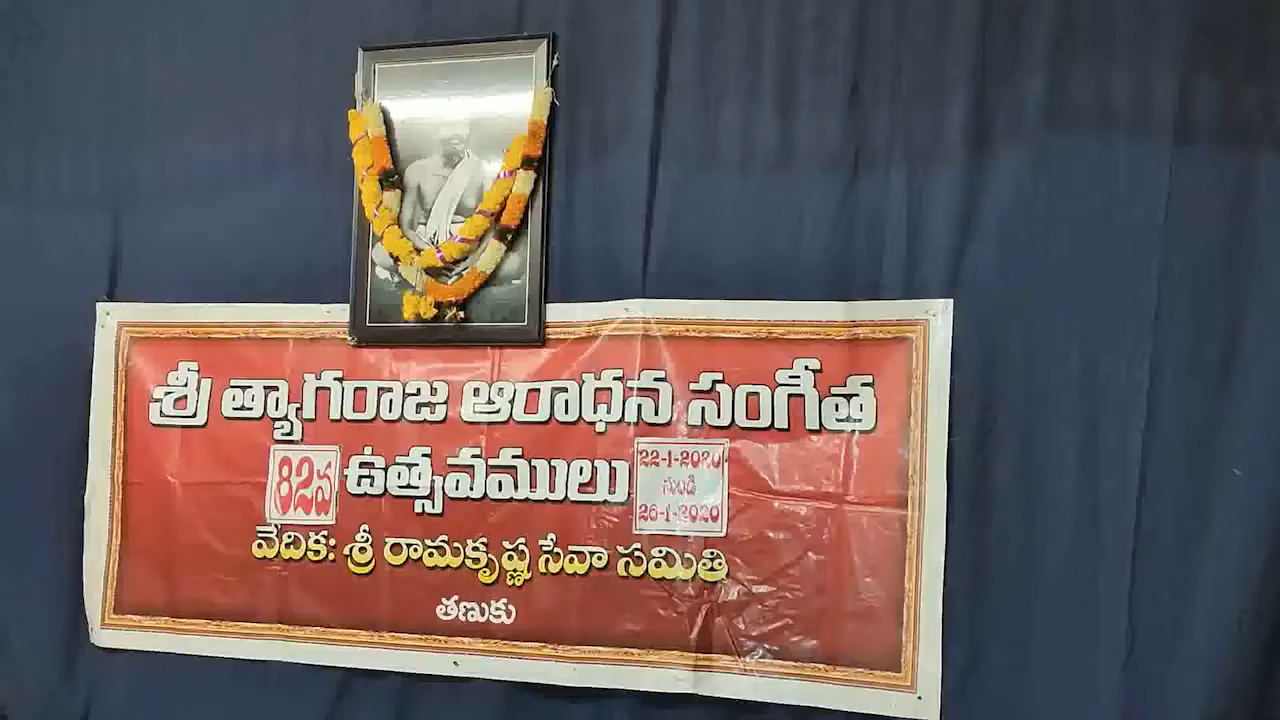 శ్రీ త్యాగరాజ ఆరాధన సంగీత
82వ ఉత్సవములు 22-1-2020 నుండి 26-1-2020
వేదిక: శ్రీ రామకృష్ణ సేవా సమితి
తణుకు